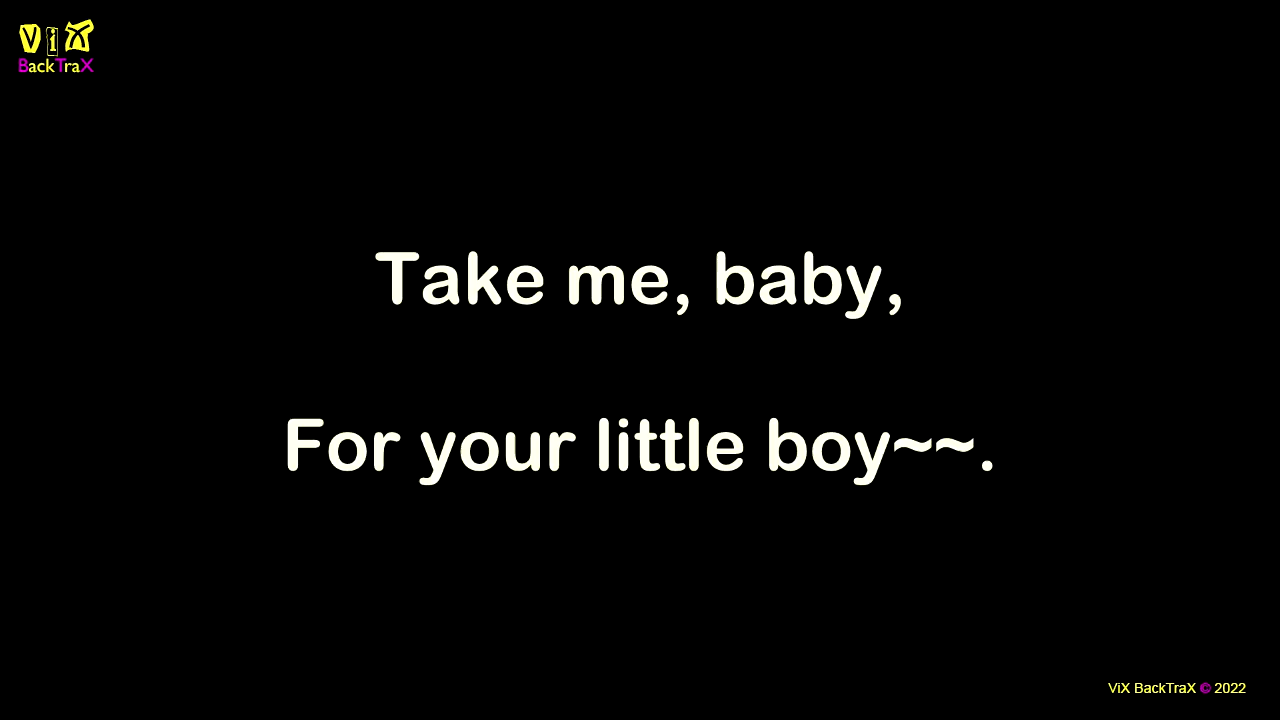 ViX
BackTraX
Take me, baby,
For your little boy~~.
ViX BackTraX © 2022